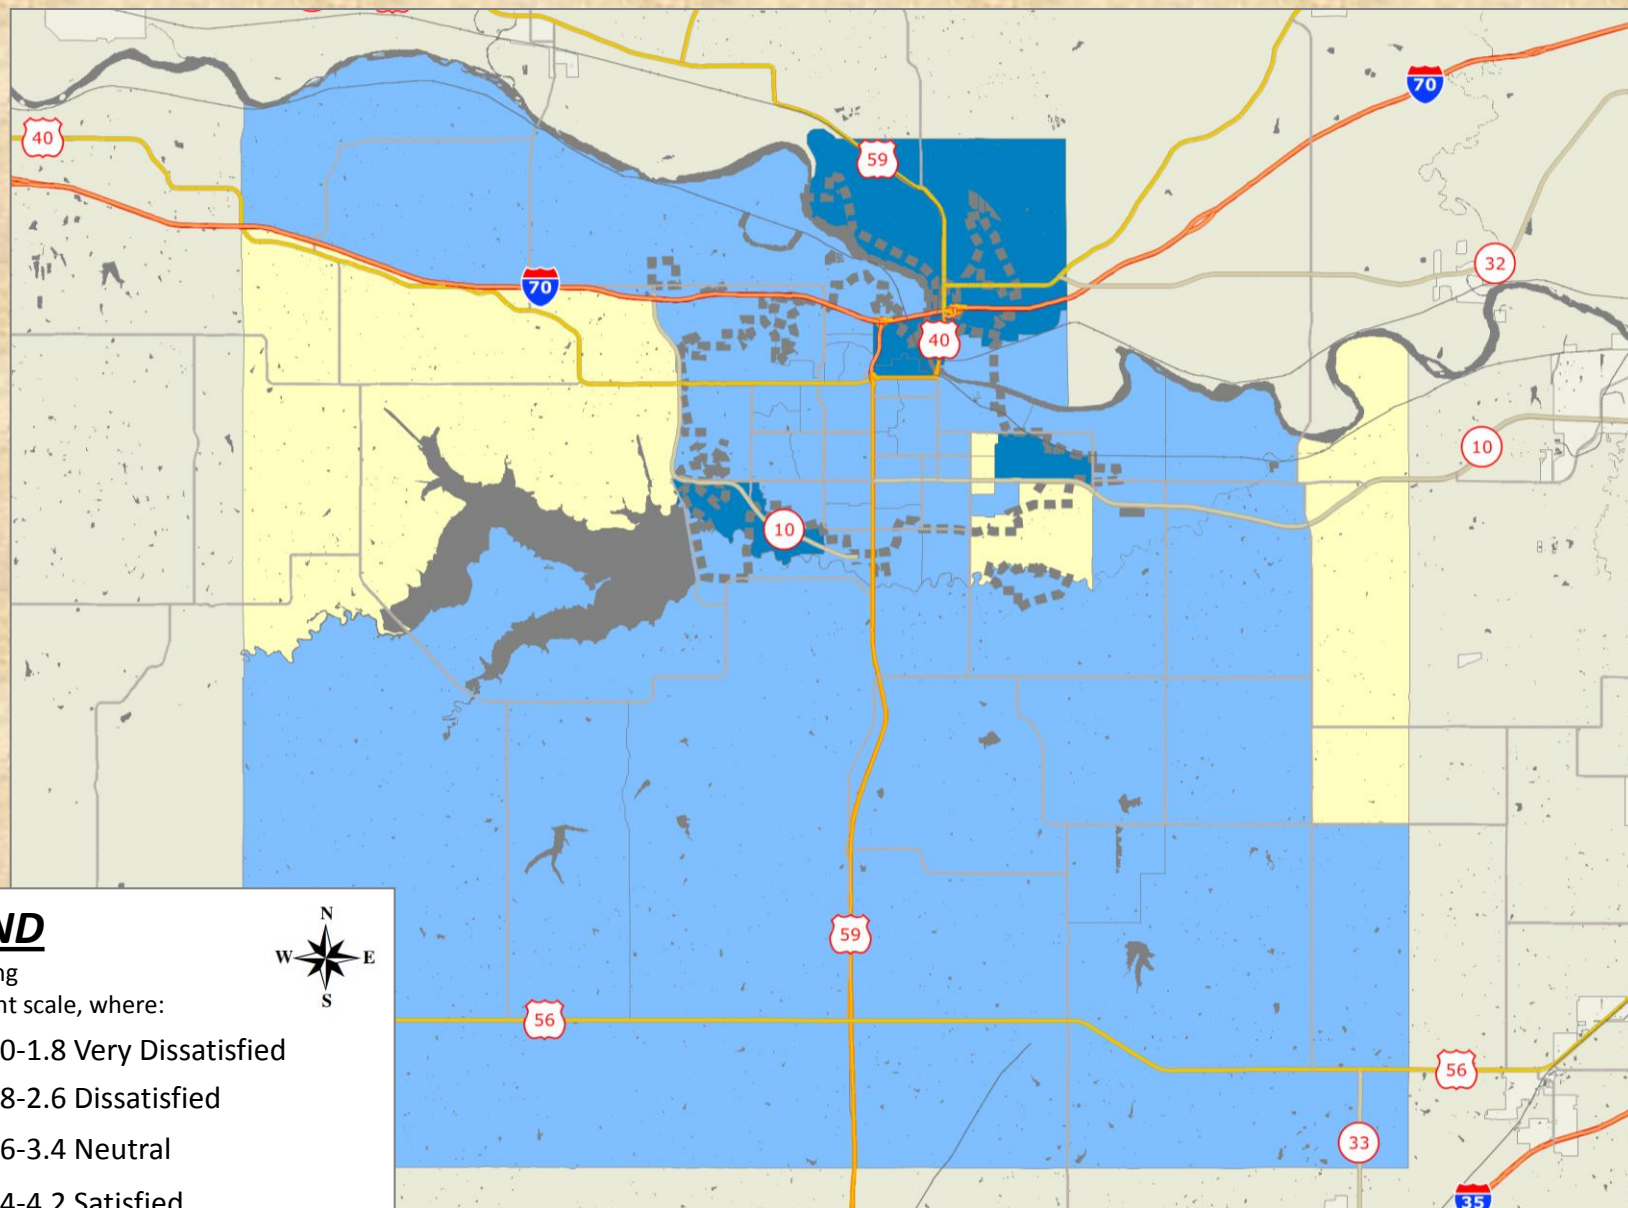 70
40
59
32
70
40
10
10
59
56
56
33
35
ND
N
W E
S
ng
nt scale, where:
0-1.8 Very Dissatisfied
8-2.6 Dissatisfied
6-3.4 Neutral
4-4.2 Satisfied